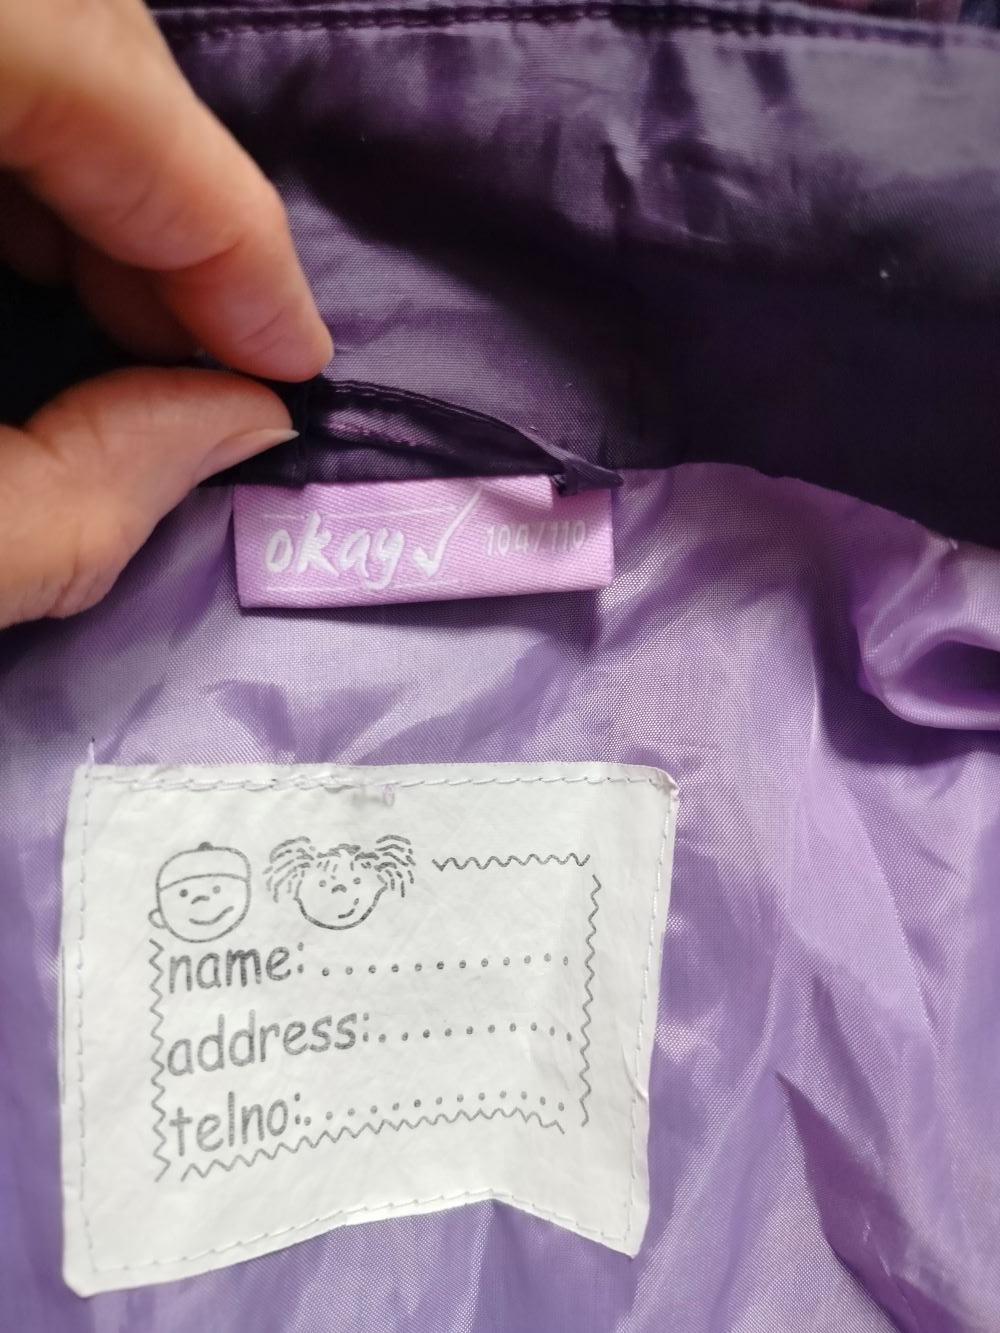 okay✓ 104/110
name:............
address:..........
telno:............